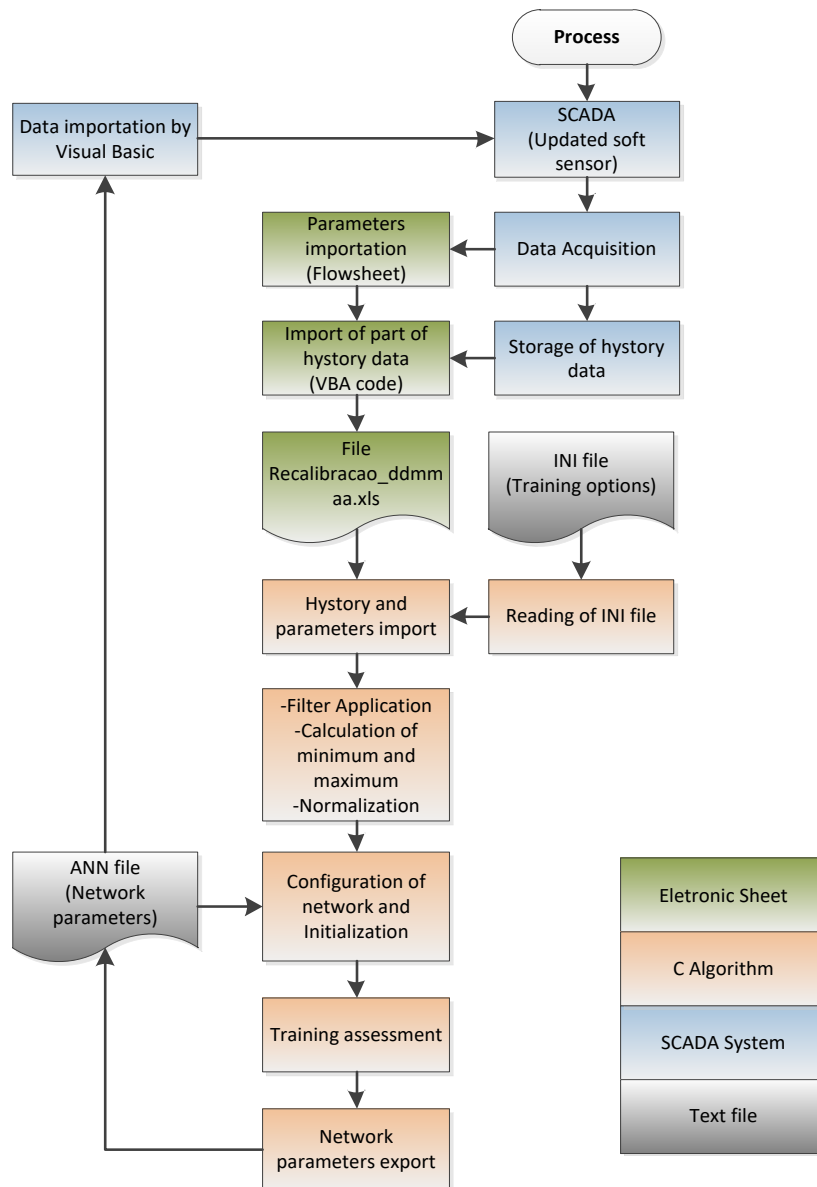 Process
Data importation by
Visual Basic
SCADA
(Updated soft
sensor)
Parameters
importation
(Flowsheet)
Data Acquisition
Import of part of
hystory data
(VBA code)
Storage of hystory
data
File
Recalibracao_ddmm
aa.xls
INI file
(Training options)
Hystory and
parameters import
Reading of INI file
-Filter Application
-Calculation of
minimum and
maximum
-Normalization
ANN file
(Network
parameters)
Configuration of
network and
Initialization
Training assessment
Network
parameters export
Eletronic Sheet
C Algorithm
SCADA System
Text file